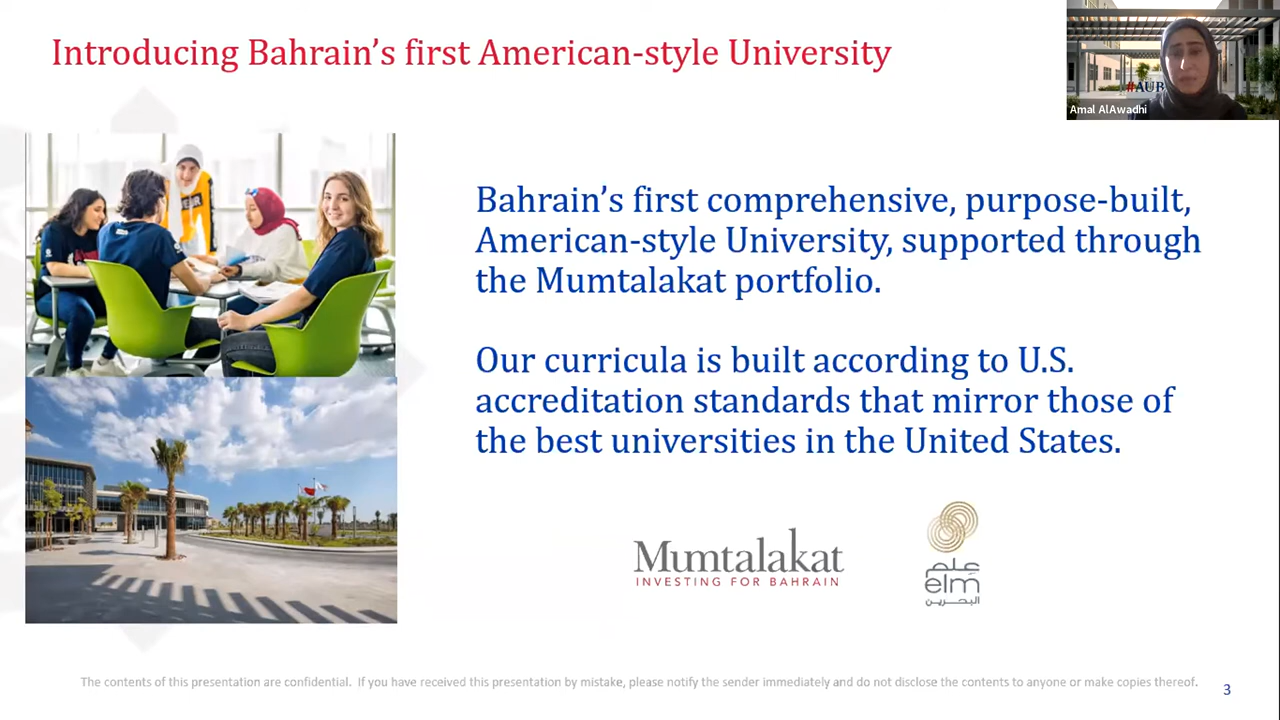 Introducing Bahrain's first American-style University
#AUB
Amal AlAwadhi
Bahrain's first comprehensive, purpose-built,
American-style University, supported through
the Mumtalakat portfolio.
Our curricula is built according to U.S.
accreditation standards that mirror those of
the best universities in the United States.
Mumtalakat
INVESTING FOR BAHRAIN
علم
elm
البحرين
The contents of this presentation are confidential. If you have received this presentation by mistake, please notify the sender immediately and do not disclose the contents to anyone or make copies thereof.
3